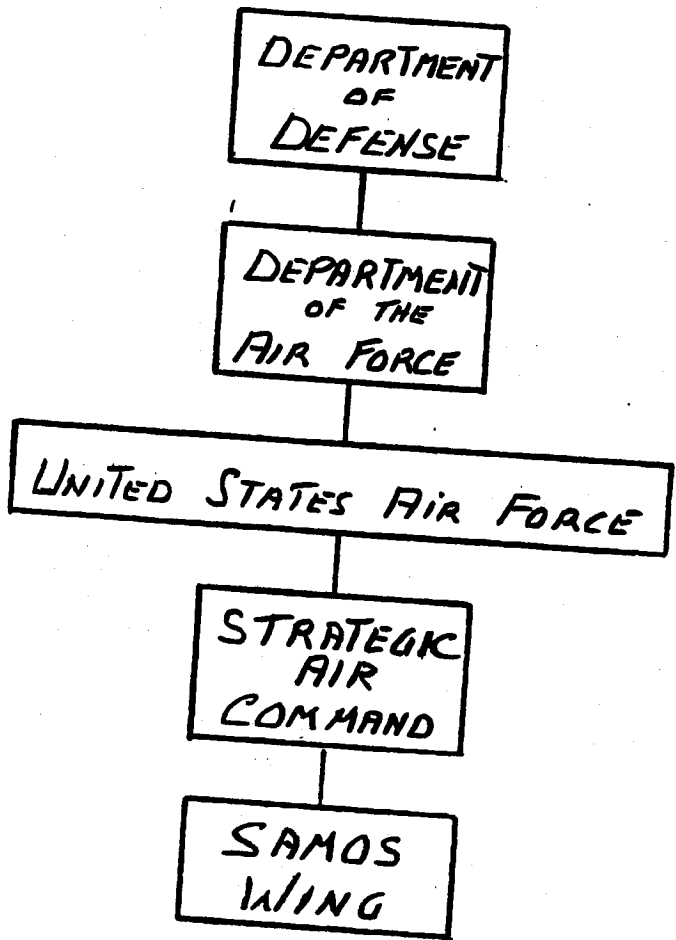 DEPARTMENT
OF
DEFENSE
DEPARTMENT
OF THE
AIR FORCE
UNITED STATES AIR FORCE
STRATEGIC
AIR
COMMAND
SAMOS
WING